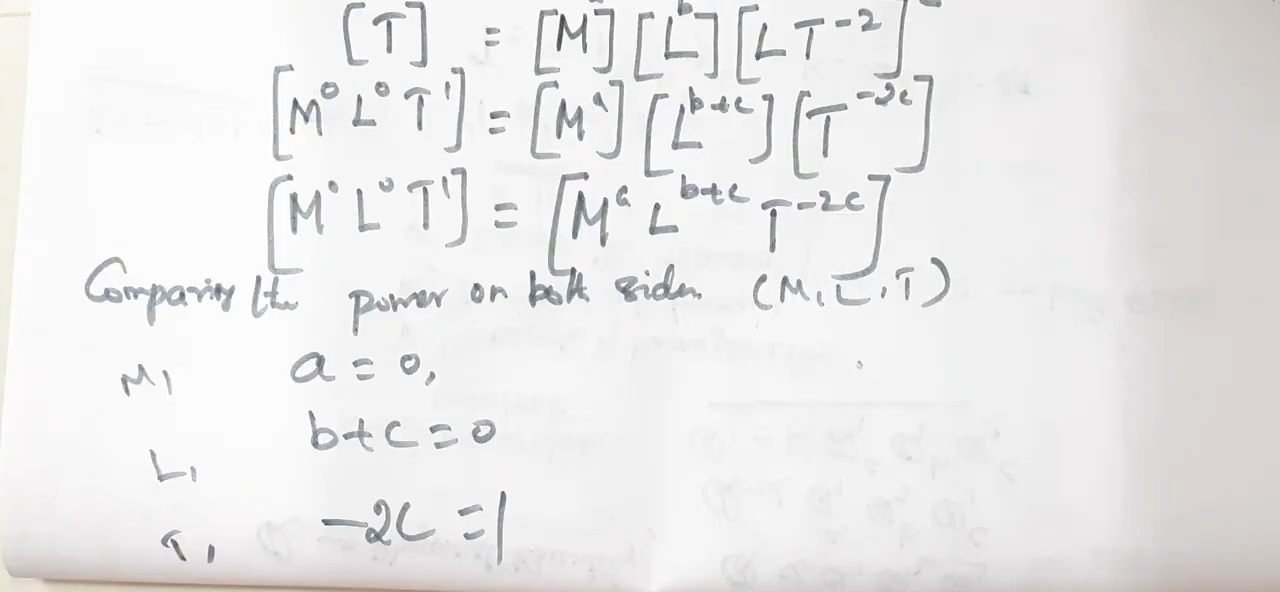 [T] = [M] [L^b] [L T^-2]
[M^0 L^0 T^1] = [M^a] [L^b+c] [T^-2c]
[M^0 L^0 T^1] = [M^a L^b+c T^-2c]
Comparing the power on both sides (M, L, T)
M, a = 0,
b+c = 0
L,
-2c = 1
T,